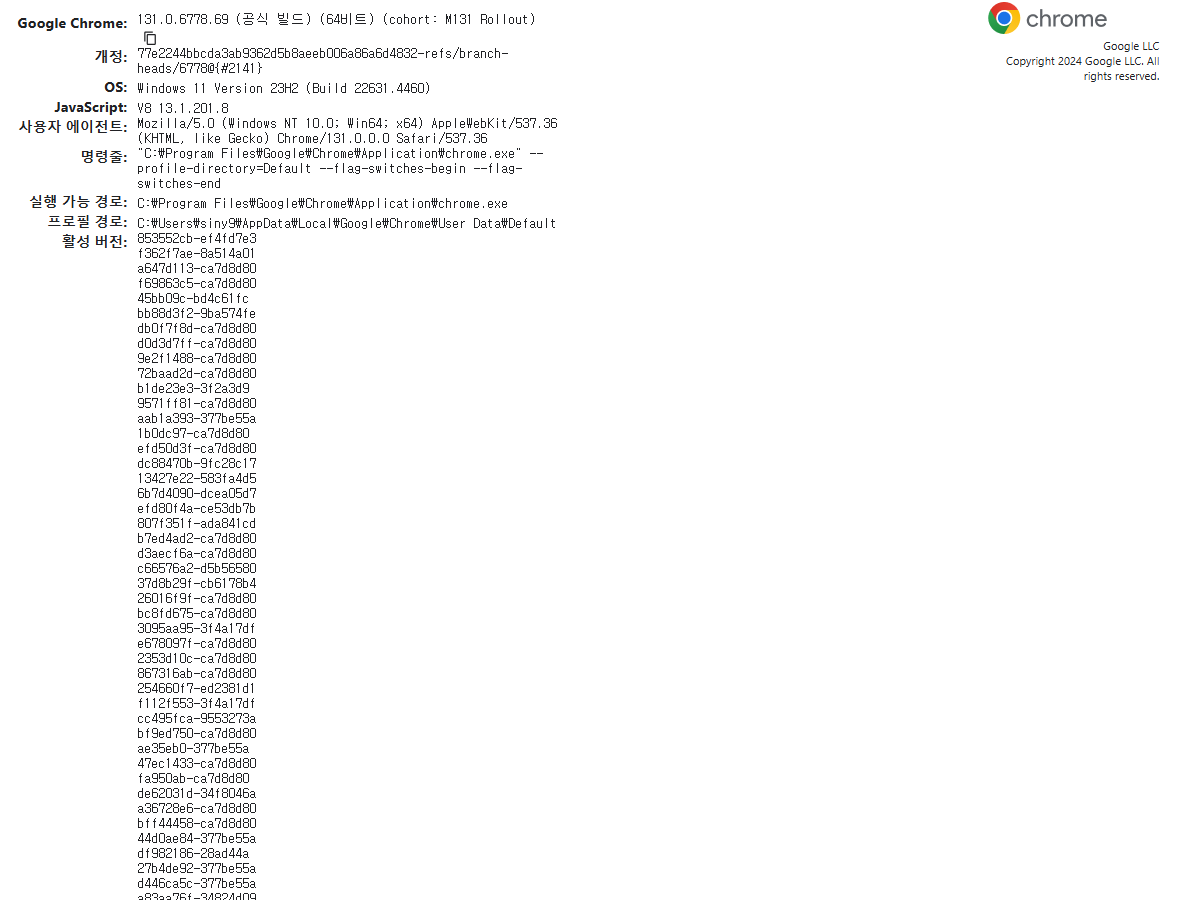 Google Chrome: 131.0.6778.69 (공식 빌드) (64비트) (cohort: M131 Rollout)
개정: 77e2244bbcda3ab9362d5b8aeeb006a86a6d4832-refs/branch-
heads/6778@{#2141}
OS: Windows 11 Version 23H2 (Build 22631.4460)
JavaScript: V8 13.1.201.8
사용자 에이전트: Mozilla/5.0 (Windows NT 10.0; Win64; x64) AppleWebKit/537.36
(KHTML, like Gecko) Chrome/131.0.0.0 Safari/537.36
명령줄: "C:₩Program Files₩Google₩Chrome₩Application₩chrome.exe" --
profile-directory=Default --flag-switches-begin --flag-
switches-end
실행 가능 경로: C:₩Program Files₩Google₩Chrome₩Application₩chrome.exe
프로필 경로: C:₩Users₩siny9₩AppData₩Local₩Google₩Chrome₩User Data₩Default
활성 버전: 853552cb-ef4fd7e3
f362f7ae-8a514a01
a647d113-ca7d8d80
f69863c5-ca7d8d80
45bb09c-bd4c61fc
bb88d3f2-9ba574fe
db0f7f8d-ca7d8d80
d0d3d7ff-ca7d8d80
9e2f1488-ca7d8d80
72baad2d-ca7d8d80
b1de23e3-3f2a3d9
9571ff81-ca7d8d80
aab1a393-377be55a
1b0dc97-ca7d8d80
efd50d3f-ca7d8d80
dc88470b-9fc28c17
13427e22-583fa4d5
6b7d4090-dcea05d7
efd80f4a-ce53db7b
807f351f-ada841cd
b7ed4ad2-ca7d8d80
d3aecf6a-ca7d8d80
c66576a2-d5b56580
37d8b29f-cb6178b4
26016f9f-ca7d8d80
bc8fd675-ca7d8d80
3095aa95-3f4a17df
e678097f-ca7d8d80
2353d10c-ca7d8d80
867316ab-ca7d8d80
254660f7-ed2381d1
f112f553-3f4a17df
cc495fca-9553273a
bf9ed750-ca7d8d80
ae35eb0-377be55a
47ec1433-ca7d8d80
fa950ab-ca7d8d80
de62031d-34f8046a
a36728e6-ca7d8d80
bff44458-ca7d8d80
44d0ae84-377be55a
df982186-28ad44a
27b4de92-377be55a
d446ca5c-377be55a
a83aa76f-34824d09
chrome
Google LLC
Copyright 2024 Google LLC. All
rights reserved.